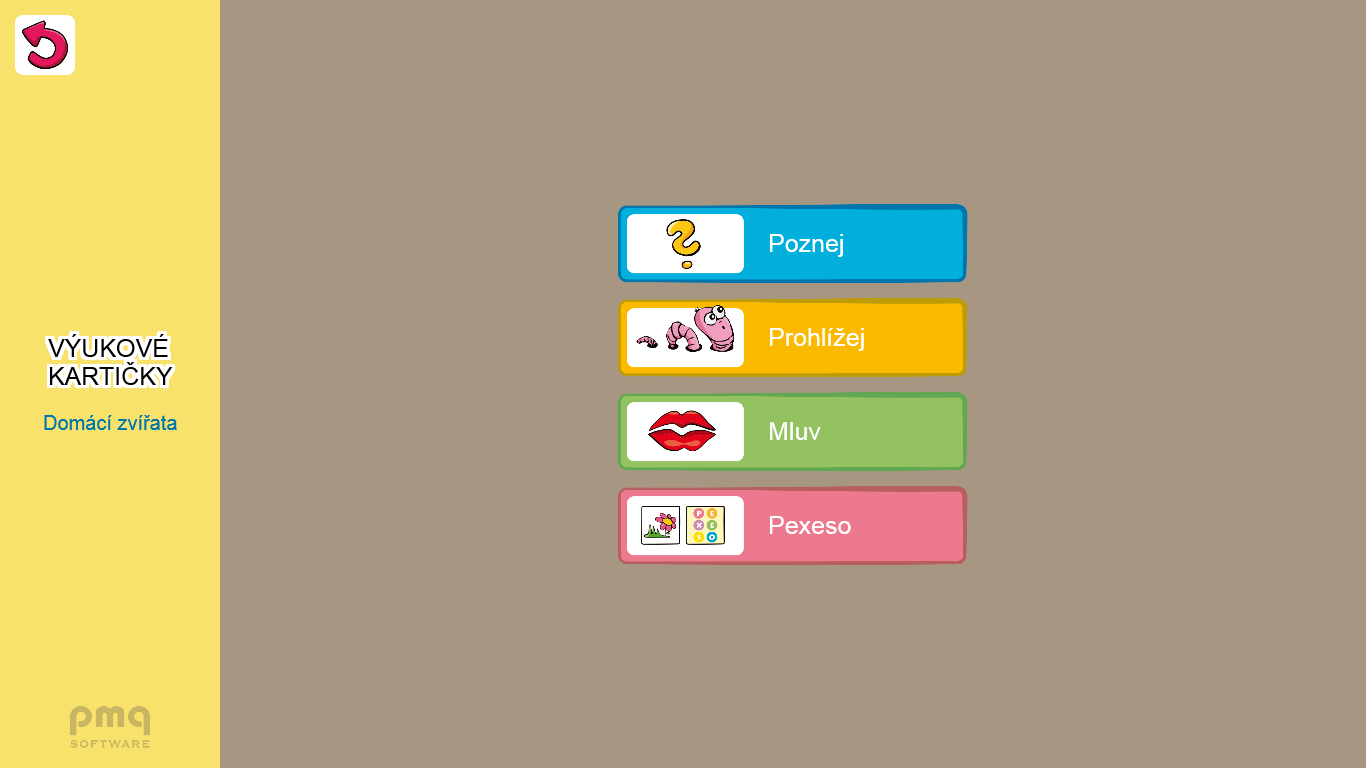 VÝUKOVÉ
KARTIČKY
Domácí zvířata
Poznej
Prohlížej
Mluv
P E
X E
S O
Pexeso
pmq
SOFTWARE